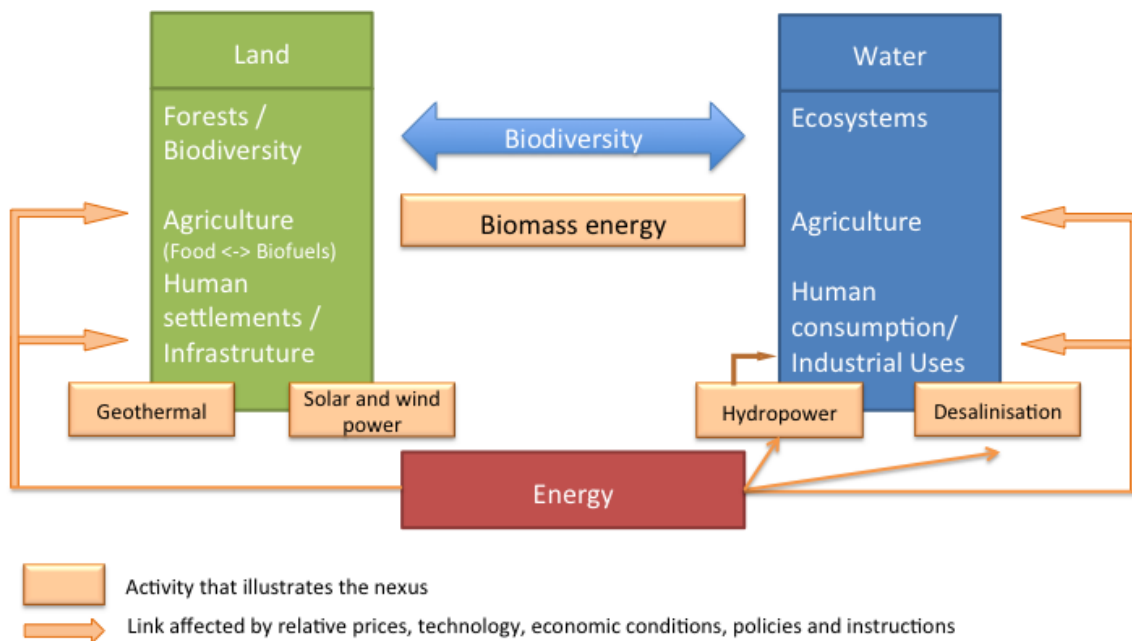 Land
Forests /
Biodiversity
Agriculture
(Food <-> Biofuels)
Human
settlements /
Infrastruture
Geothermal
Solar and wind
power
Biodiversity
Biomass energy
Water
Ecosystems
Agriculture
Human
consumption/
Industrial Uses
Hydropower
Desalinisation
Energy
Activity that illustrates the nexus
Link affected by relative prices, technology, economic conditions, policies and instructions